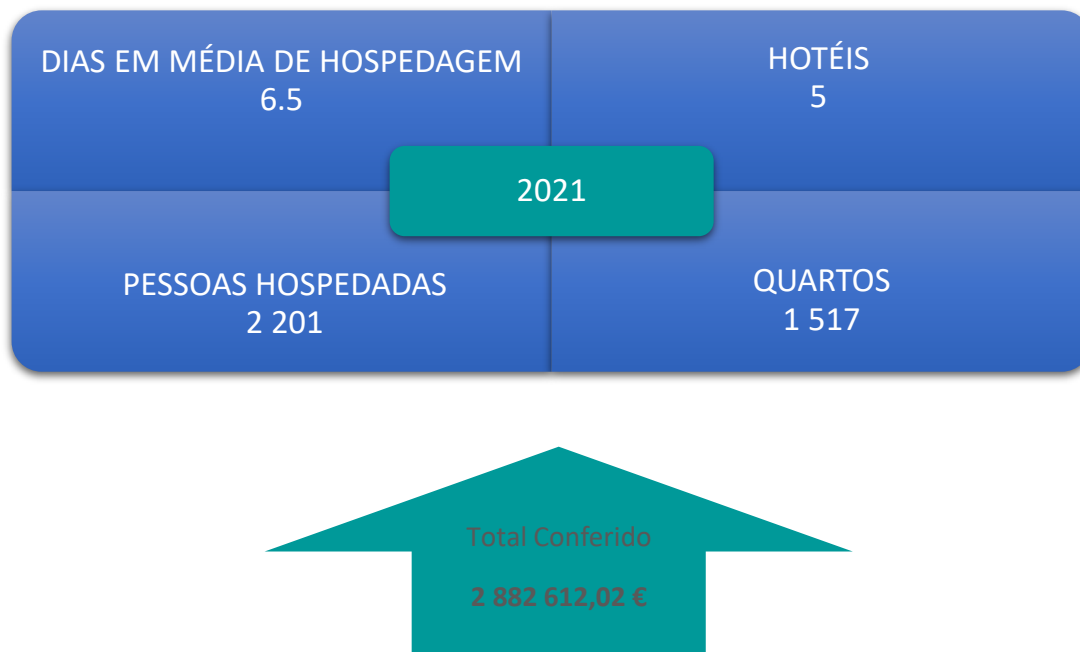 DIAS EM MÉDIA DE HOSPEDAGEM
6.5
HOTÉIS
5
2021
PESSOAS HOSPEDADAS
2 201
QUARTOS
1 517
Total Conferido
2 882 612,02 €